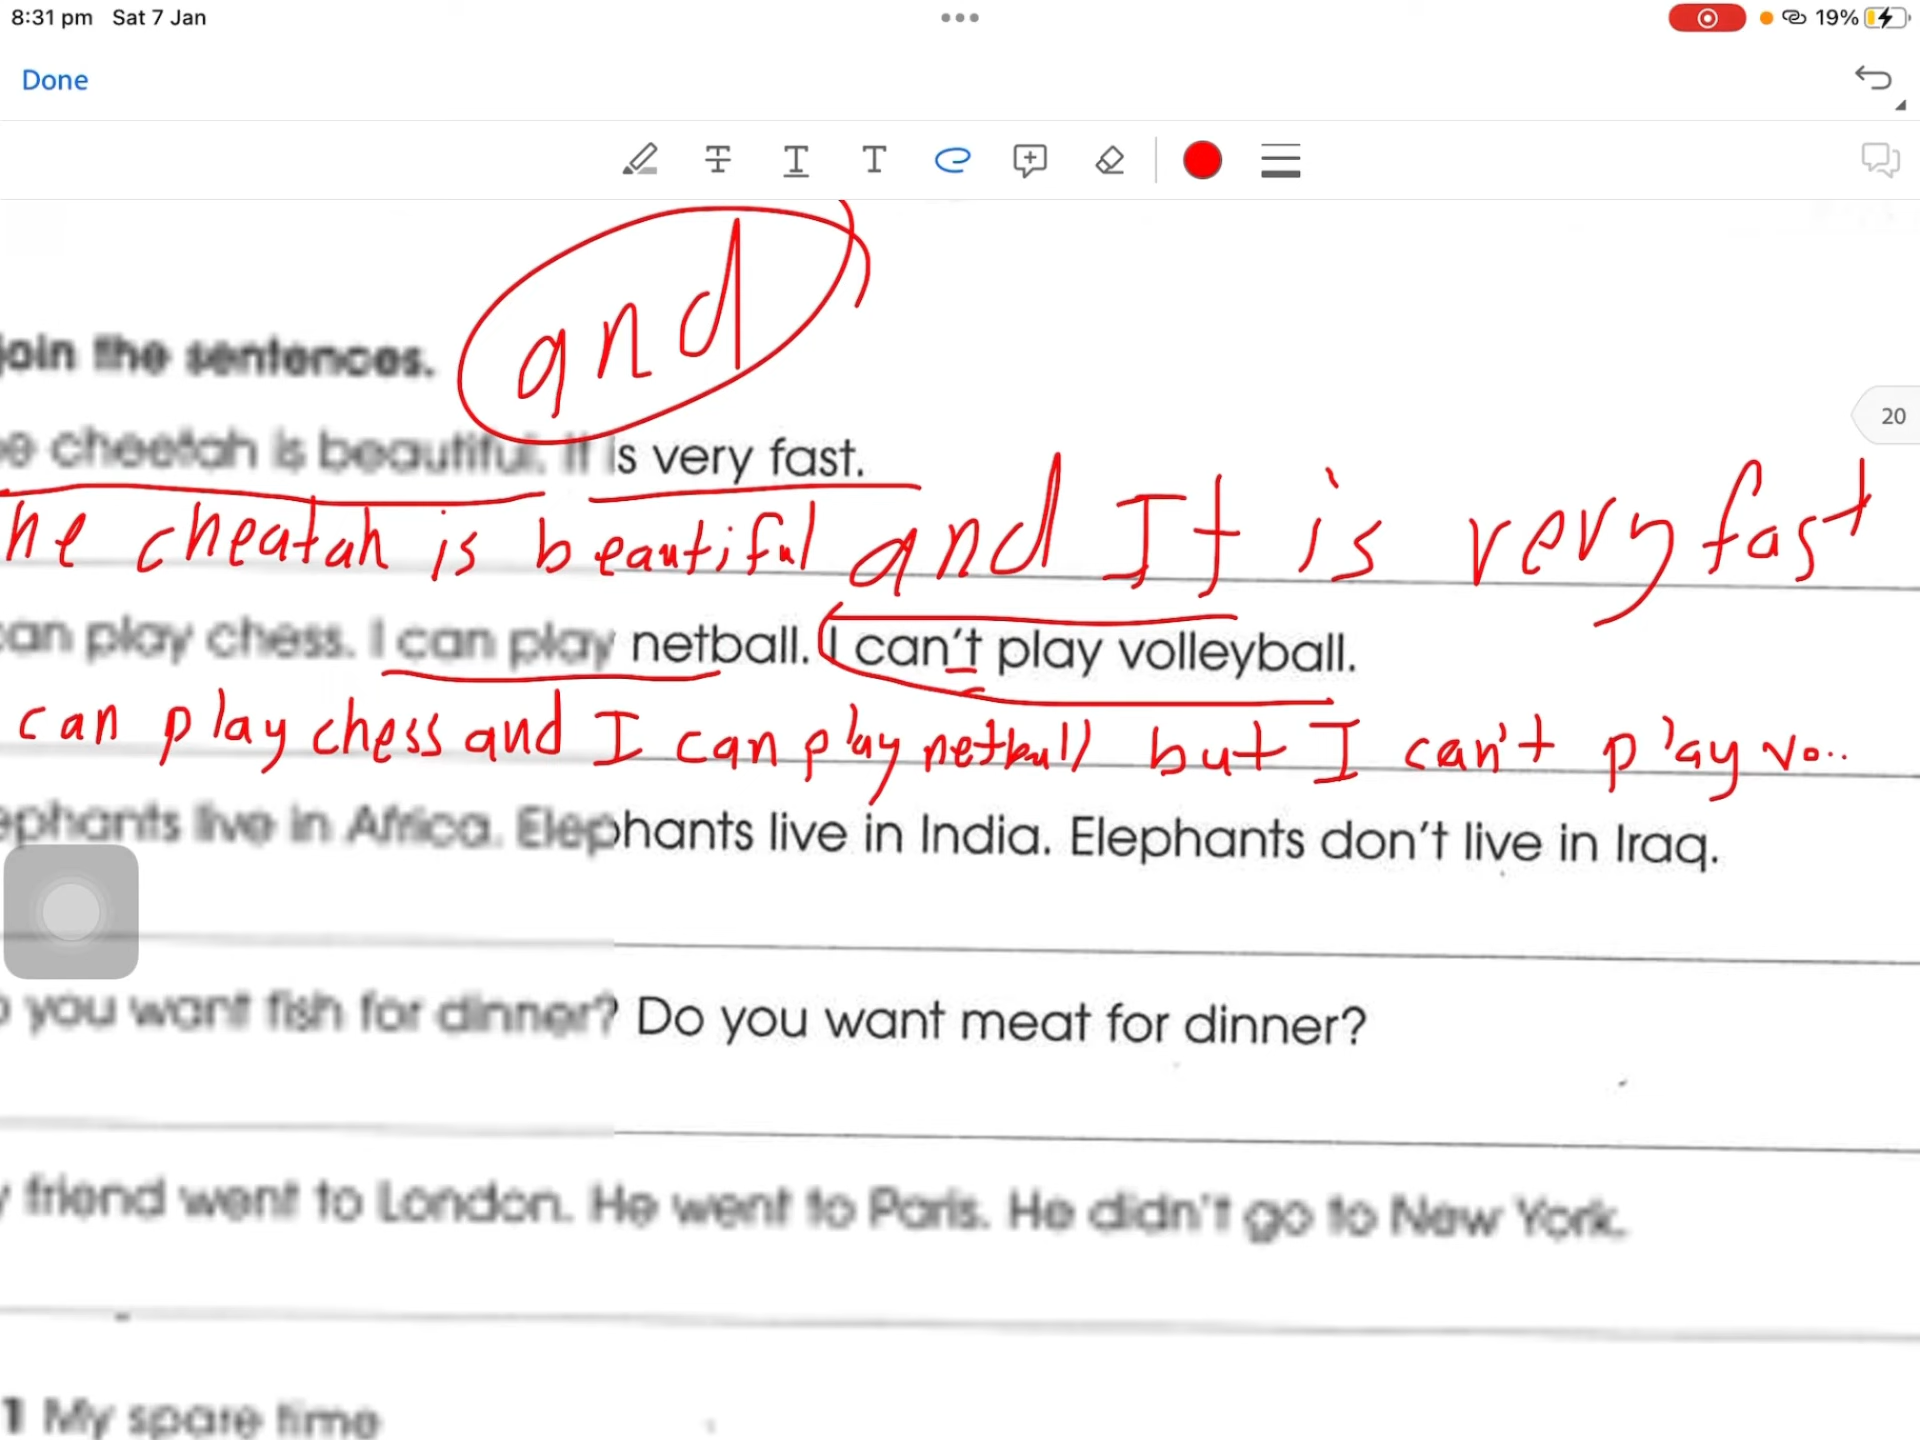 8:31 pm Sat 7 Jan
19%
Done
and
join the sentences.
20
e cheetah is beautiful. It is very fast.
he cheatah is beautiful and It is very fast
can play chess. I can play netball. I can't play volleyball.
can play chess and I can play netball but I can't play vo..
ephants live in Africa. Elephants live in India. Elephants don't live in Iraq.
o you want fish for dinner? Do you want meat for dinner?
y friend went to London. He went to Paris. He didn't go to New York.
1 My spare time